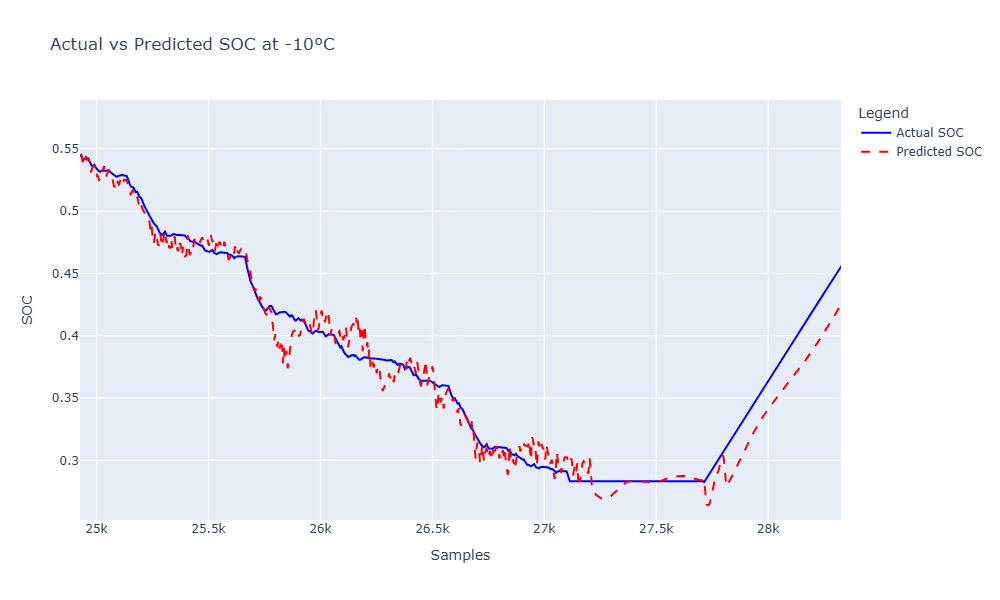 Actual vs Predicted SOC at -10°C
Legend
Actual SOC
Predicted SOC
SOC
0.55
0.5
0.45
0.4
0.35
0.3
25k
25.5k
26k
26.5k
27k
27.5k
28k
Samples